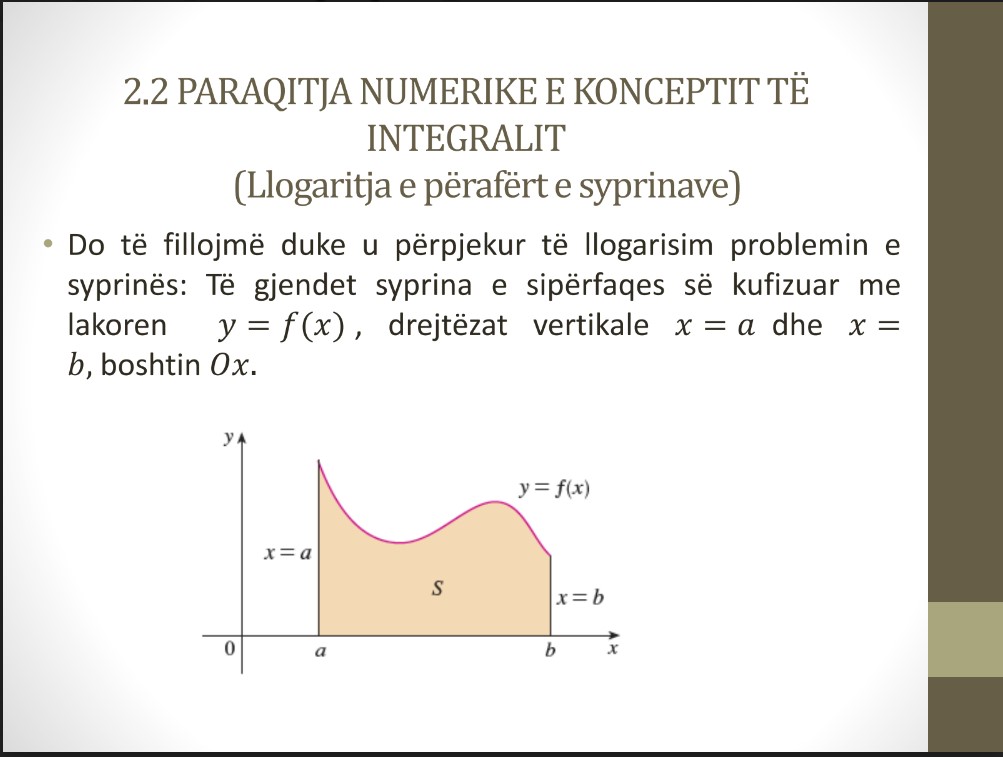 2.2 PARAQITJA NUMERIKE E KONCEPTIT TË
INTEGRALIT
(Llogaritja e përafërt e syprinave)
• Do të fillojmë duke u përpjekur të llogarisim problemin e
syprinës: Të gjendet syprina e sipërfaqes së kufizuar me
lakoren y = f(x) , drejtëzat vertikale x = a dhe x =
b, boshtin Ox.
y
y = f(x)
x = a
S
x = b
0
a
b
x